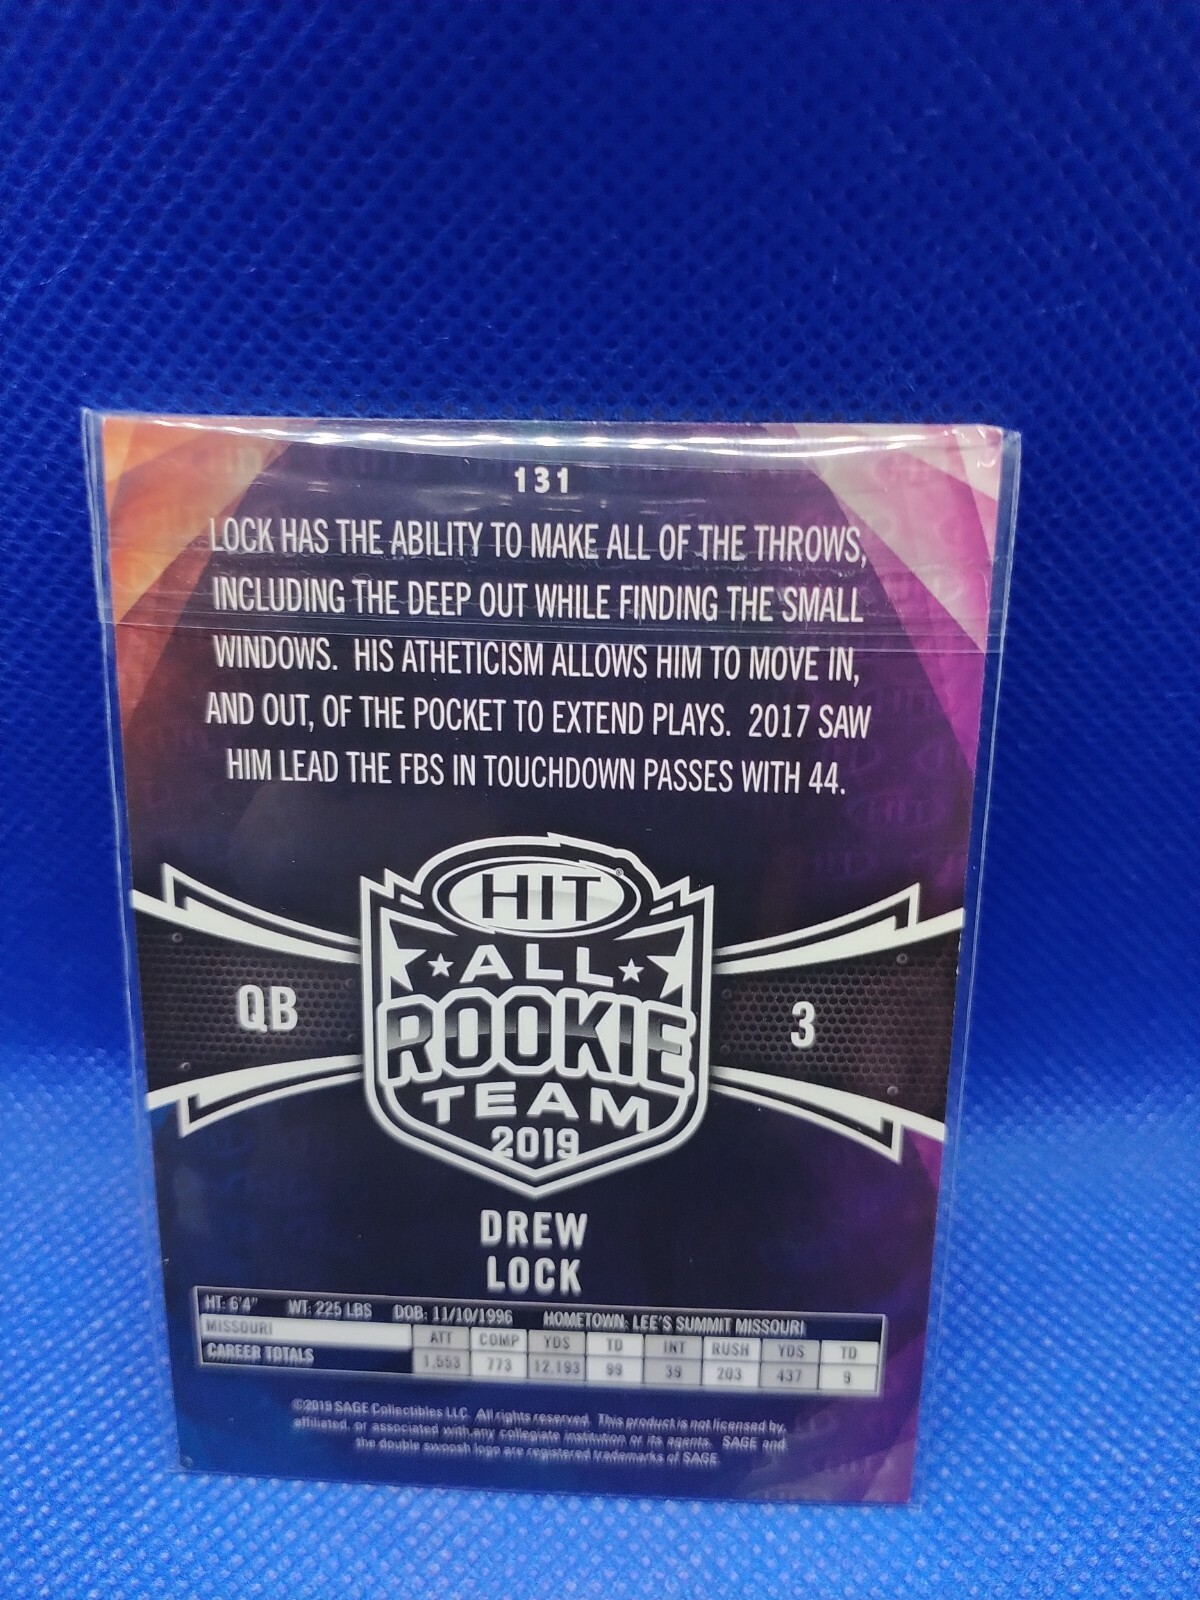 131
LOCK HAS THE ABILITY TO MAKE ALL OF THE THROWS,
INCLUDING THE DEEP OUT WHILE FINDING THE SMALL
WINDOWS. HIS ATHETICISM ALLOWS HIM TO MOVE IN,
AND OUT, OF THE POCKET TO EXTEND PLAYS. 2017 SAW
HIM LEAD THE FBS IN TOUCHDOWN PASSES WITH 44.
HIT®
ALL
QB ROOKIE 3
TEAM
2019
DREW
LOCK
HT: 6'4" WT: 225 LBS DOB: 11/10/1996 HOMETOWN: LEE'S SUMMIT MISSOURI
MISSOURI ATT COMP YDS TD INT RUSH YDS TD
CAREER TOTALS 1,553 773 12,193 99 39 203 437 9
©2019 SAGE Collectibles LLC. All rights reserved. This product is not licensed by,
affiliated, or associated with any collegiate institution or its agents. SAGE and
the double swoosh logo are registered trademarks of SAGE.